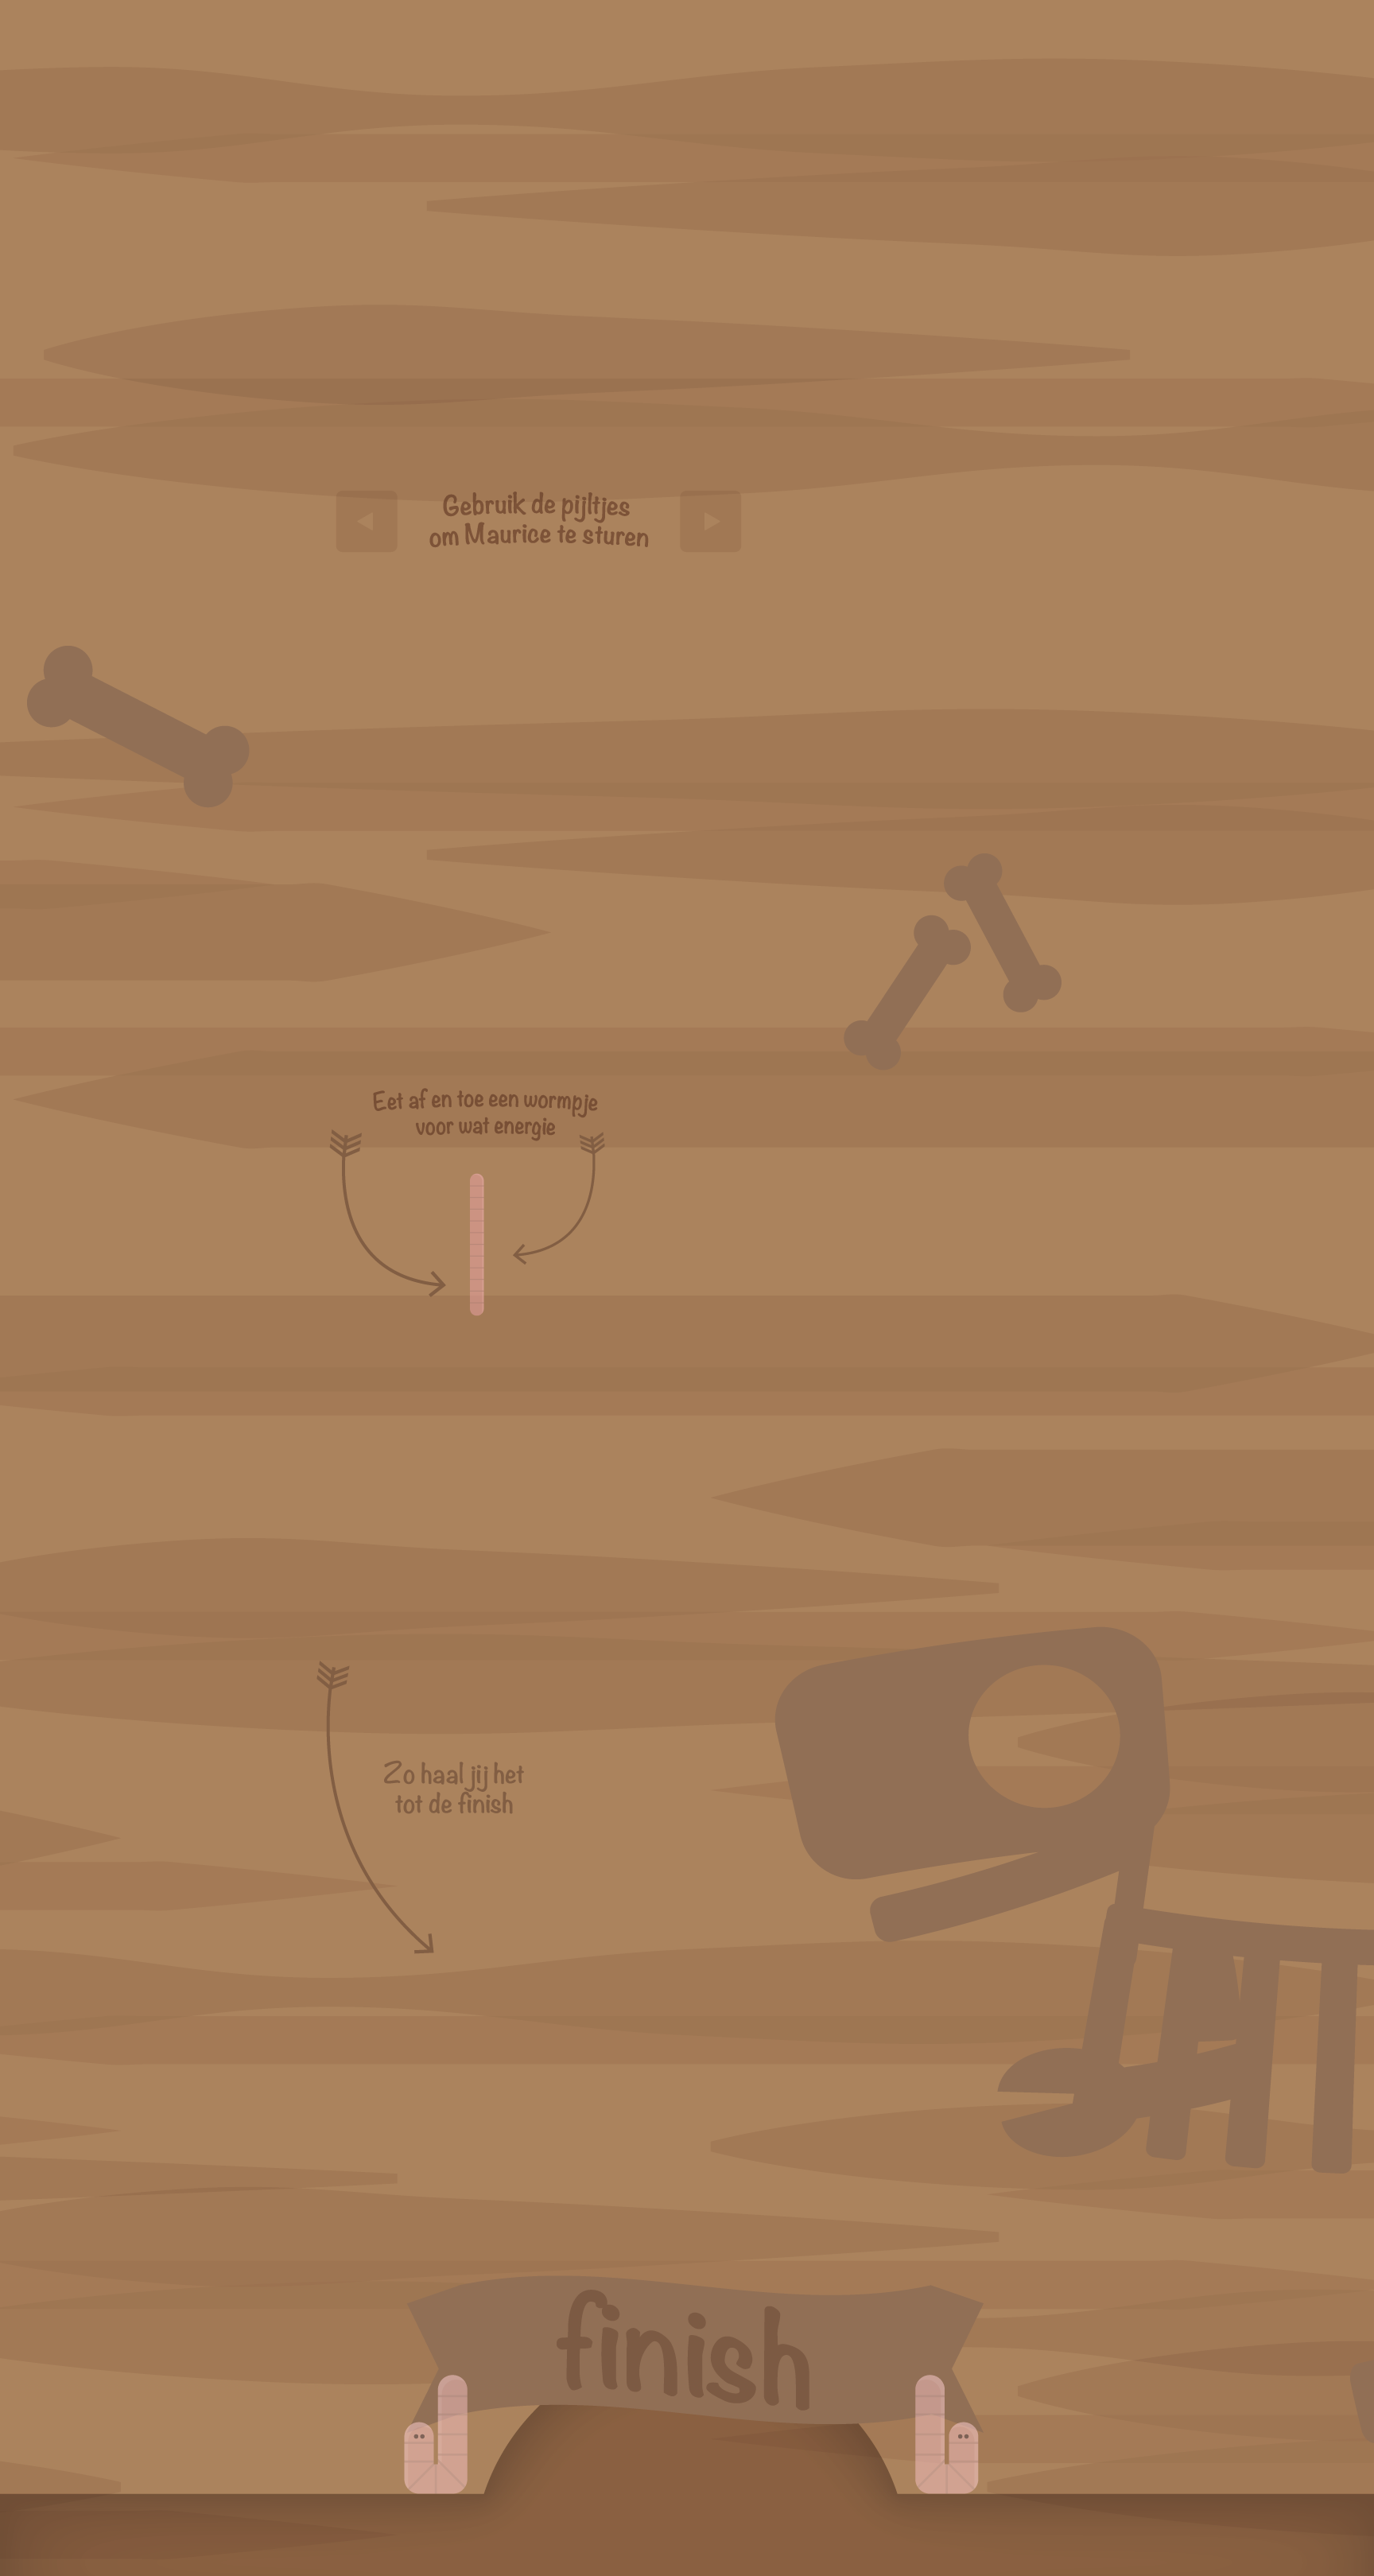 Gebruik de pijltjes
om Maurice te sturen
Eet af en toe een wormpje
voor wat energie
Zo haal jij het
tot de finish
finish